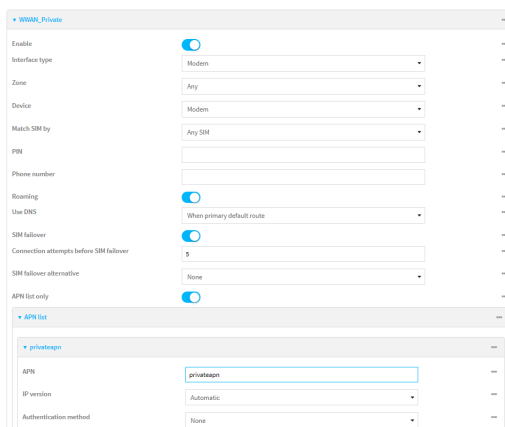 WWAN_Private
Enable
Interface type Modem
Zone Any
Device Modem
Match SIM by Any SIM
PIN
Phone number
Roaming
Use DNS When primary default route
SIM failover
Connection attempts before SIM failover 5
SIM failover alternative None
APN list only
APN list
privateapn
APN privateapn
IP version Automatic
Authentication method None